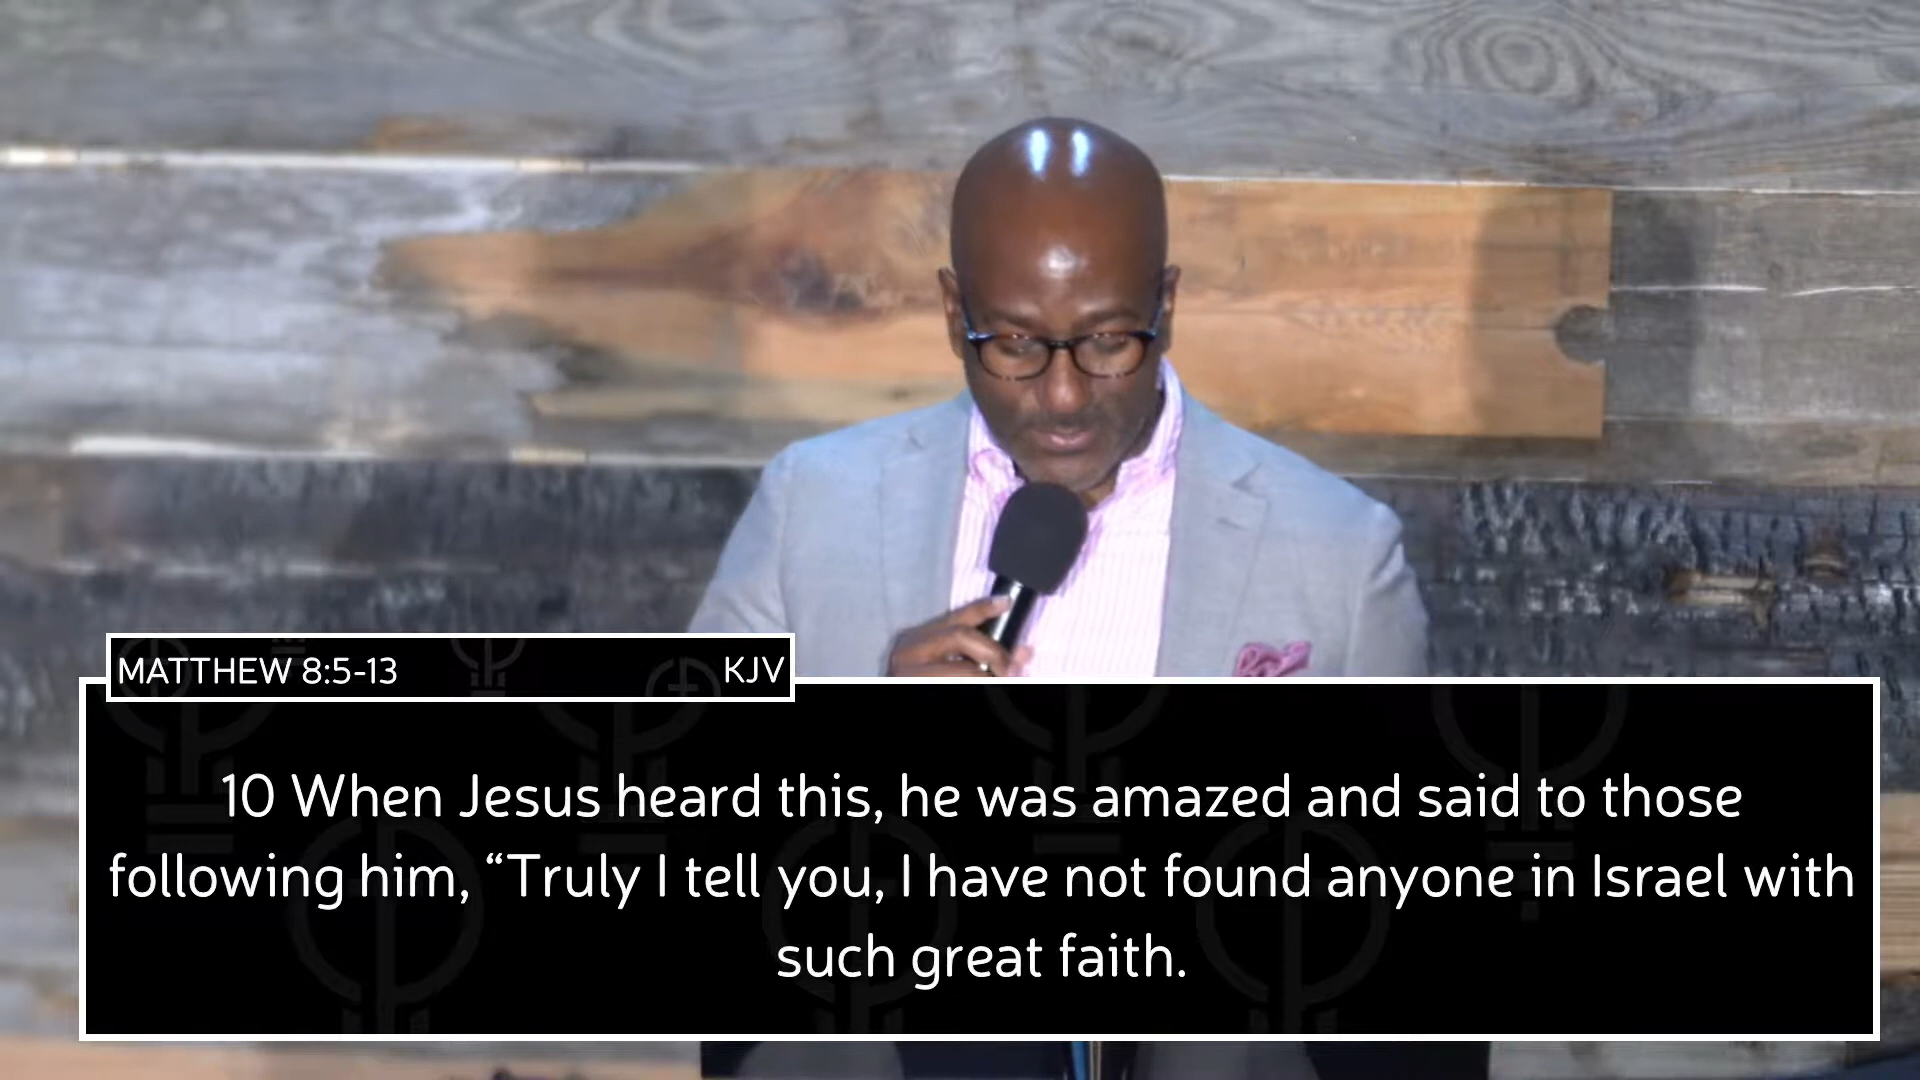 MATTHEW 8:5-13 KJV
10 When Jesus heard this, he was amazed and said to those
following him, “Truly I tell you, I have not found anyone in Israel with
such great faith.